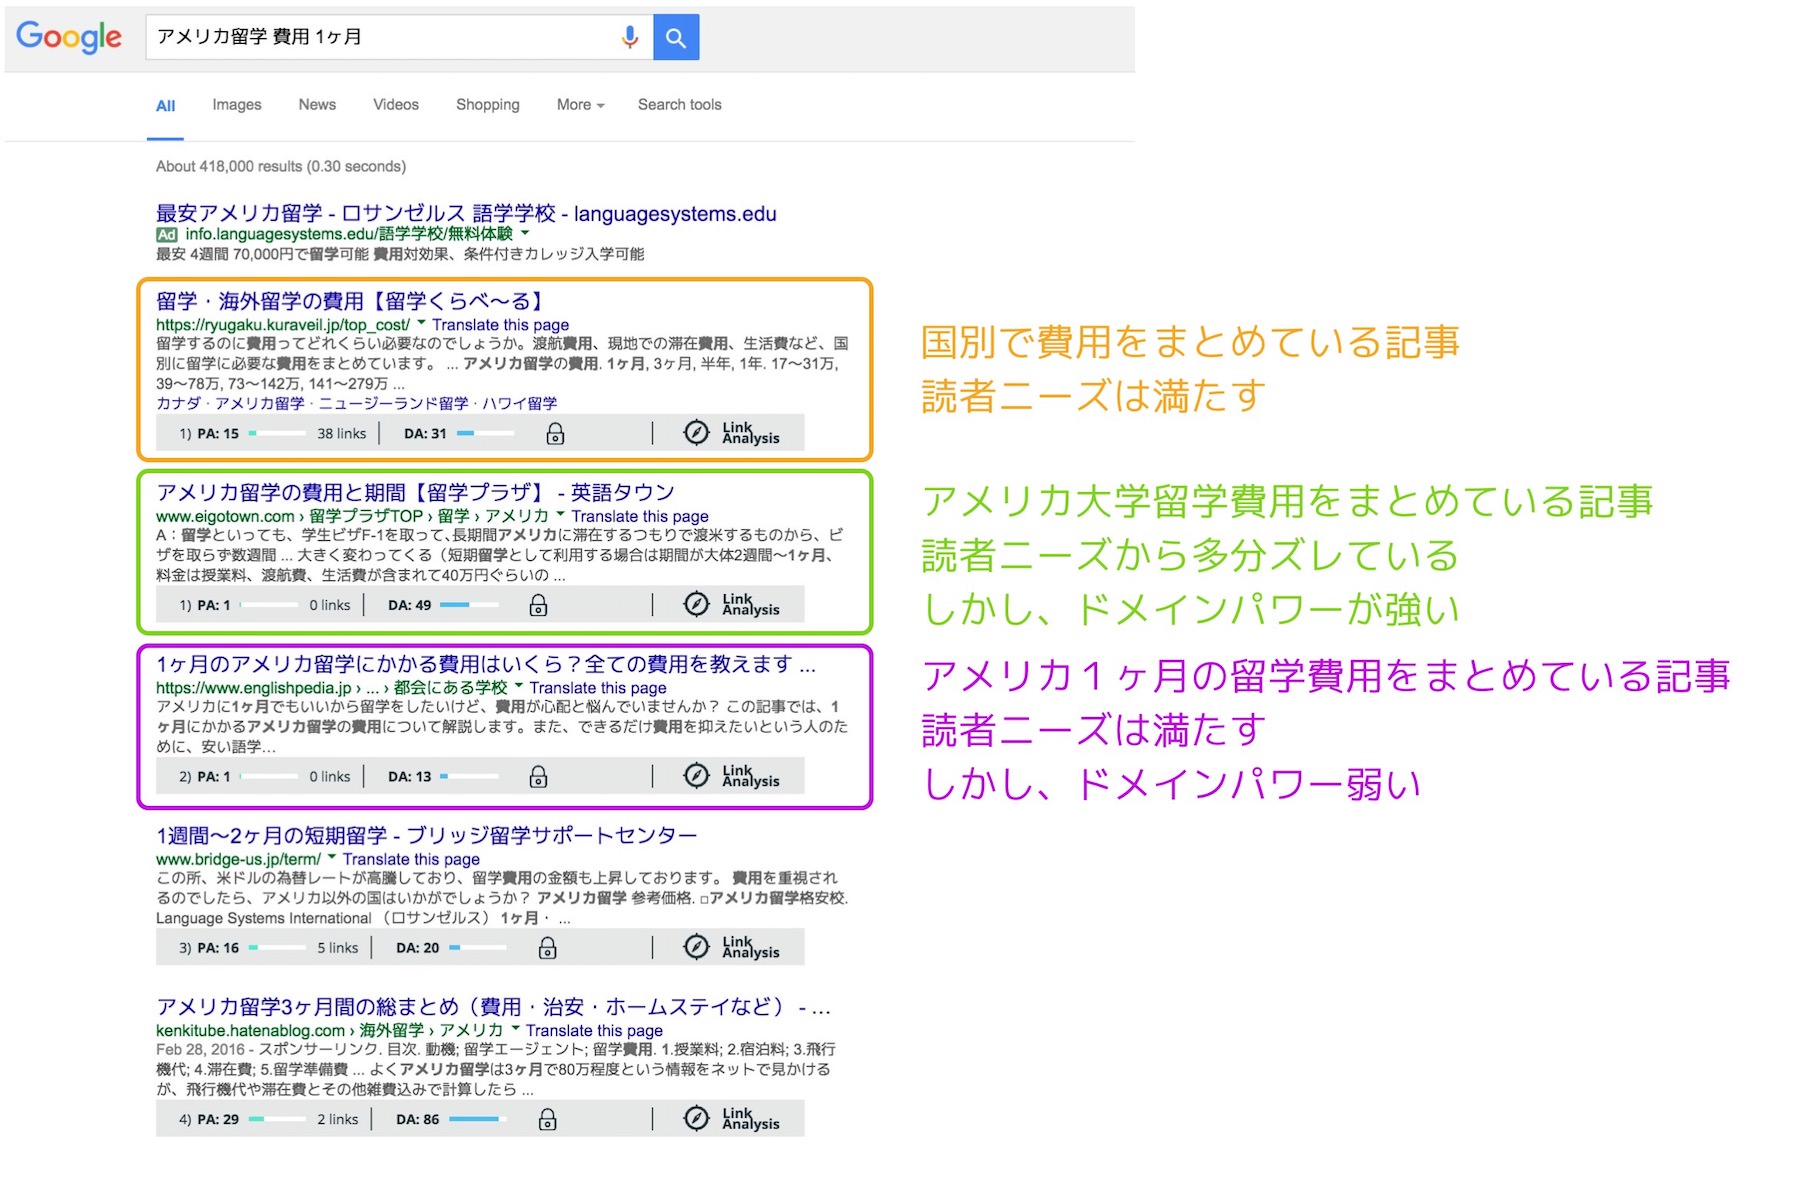 Google
アメリカ留学 費用 1ヶ月
All Images News Videos Shopping More Search tools
About 418,000 results (0.30 seconds)
最安アメリカ留学 - ロサンゼルス 語学学校 - languagesystems.edu
Ad info.languagesystems.edu/語学学校/無料体験
最安 4週間 70,000円で留学可能 費用対効果、条件付きカレッジ入学可能
留学・海外留学の費用【留学くらべ〜る】
https://ryugaku.kuraveil.jp/top_cost/ Translate this page
留学するのに費用ってどれくらい必要なのでしょうか。渡航費用、現地での滞在費用、生活費など、国
別に留学に必要な費用をまとめています。 ... アメリカ留学の費用. 1ヶ月, 3ヶ月, 半年, 1年. 17〜31万,
39〜78万, 73〜142万, 141〜279万 ...
カナダ · アメリカ留学 · ニュージーランド留学 · ハワイ留学
1) PA: 15 38 links DA: 31 Link Analysis
国別で費用をまとめている記事
読者ニーズは満たす
アメリカ留学の費用と期間【留学プラザ】 - 英語タウン
www.eigotown.com › 留学プラザTOP › 留学 › アメリカ Translate this page
A：留学といっても、学生ビザF-1を取って、長期間アメリカに滞在するつもりで渡米するものから、ビ
ザを取らず数週間 ... 大きく変わってくる（短期留学として利用する場合は期間が大体2週間〜1ヶ月、
料金は授業料、渡航費、生活費が含まれて40万円ぐらいの ...
1) PA: 1 0 links DA: 49 Link Analysis
アメリカ大学留学費用をまとめている記事
読者ニーズから多分ズレている
しかし、ドメインパワーが強い
1ヶ月のアメリカ留学にかかる費用はいくら？全ての費用を教えます ...
https://www.englishpedia.jp › ... › 都会にある学校 Translate this page
アメリカに1ヶ月でもいいから留学をしたいけど、費用が心配と悩んでいませんか？ この記事では、1
ヶ月にかかるアメリカ留学の費用について解説します。また、できるだけ費用を抑えたいという人のた
めに、安い語学…
2) PA: 1 0 links DA: 13 Link Analysis
アメリカ１ヶ月の留学費用をまとめている記事
読者ニーズは満たす
しかし、ドメインパワー弱い
1週間〜2ヶ月の短期留学 - ブリッジ留学サポートセンター
www.bridge-us.jp/term/ Translate this page
この所、米ドルの為替レートが高騰しており、留学費用の金額も上昇しております。 費用を重視され
るのでしたら、アメリカ以外の国はいかがでしょうか？ アメリカ留学 参考価格. □アメリカ留学格安校.
Language Systems International （ロサンゼルス） 1ヶ月・ ...
3) PA: 16 5 links DA: 20 Link Analysis
アメリカ留学3ヶ月間の総まとめ（費用・治安・ホームステイなど） - ...
kenkitube.hatenablog.com › 海外留学 › アメリカ Translate this page
Feb 28, 2016 - スポンサーリンク. 目次. 動機; 留学エージェント; 留学費用. 1.授業料; 2.宿泊料; 3.飛行
機代; 4.滞在費; 5.留学準備費 ... よくアメリカ留学は3ヶ月で80万程度という情報をネットで見かける
が、飛行機代や滞在費とその他雑費込みで計算したら ...
4) PA: 29 2 links DA: 86 Link Analysis